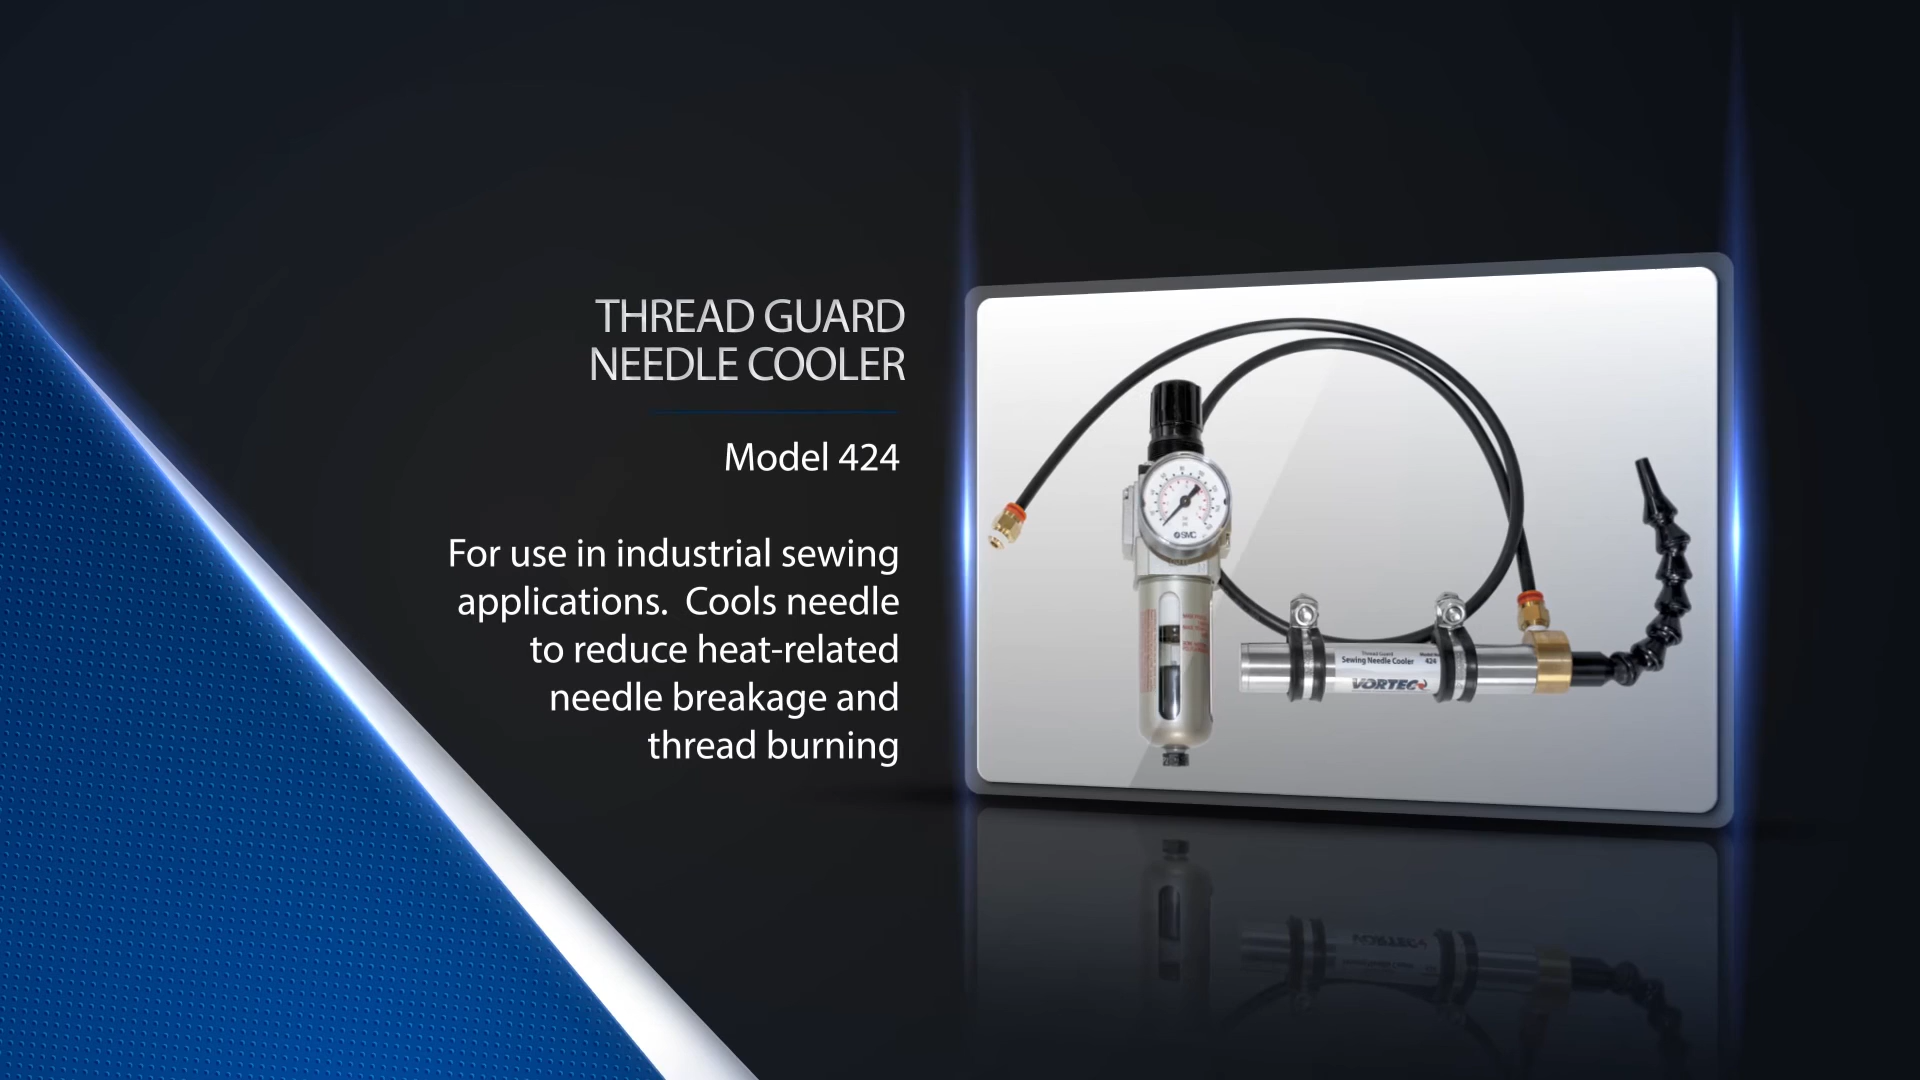 THREAD GUARD
NEEDLE COOLER
Model 424
For use in industrial sewing
applications.  Cools needle
to reduce heat-related
needle breakage and
thread burning
SMC
Thread Guard
Sewing Needle Cooler
424
VORTEC